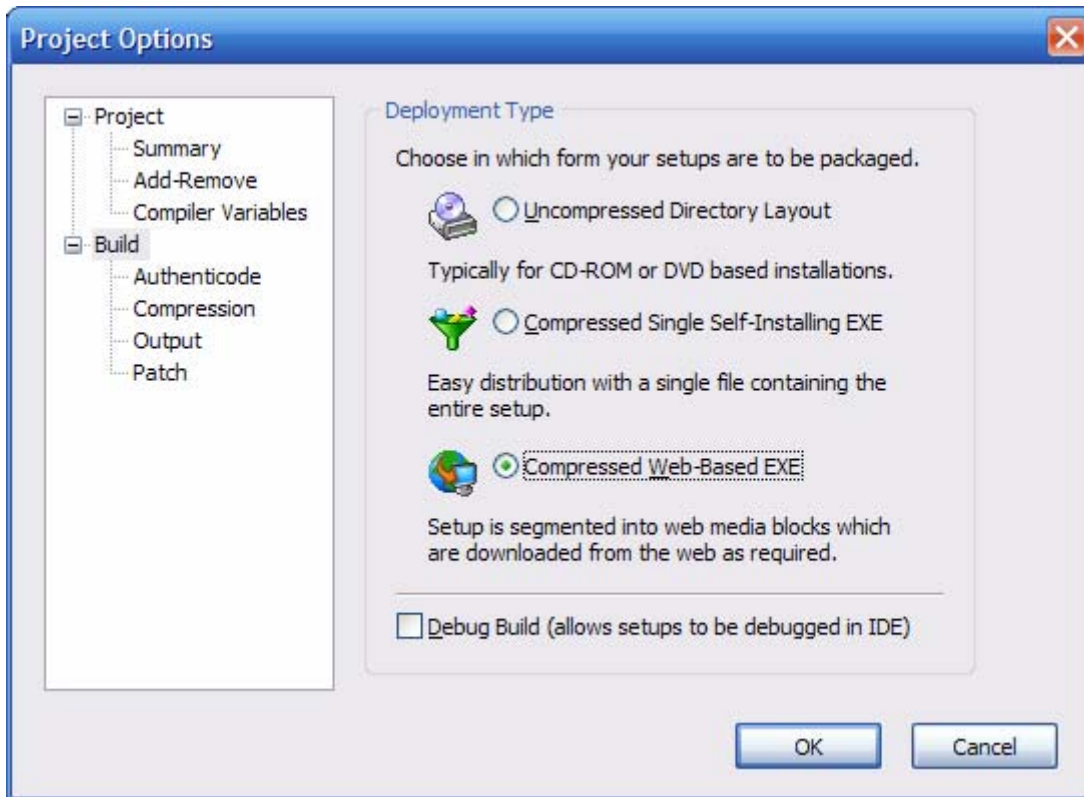 Project Options
Project
Summary
Add-Remove
Compiler Variables
Build
Authenticode
Compression
Output
Patch
Deployment Type
Choose in which form your setups are to be packaged.
Uncompressed Directory Layout
Typically for CD-ROM or DVD based installations.
Compressed Single Self-Installing EXE
Easy distribution with a single file containing the
entire setup.
Compressed Web-Based EXE
Setup is segmented into web media blocks which
are downloaded from the web as required.
Debug Build (allows setups to be debugged in IDE)
OK
Cancel